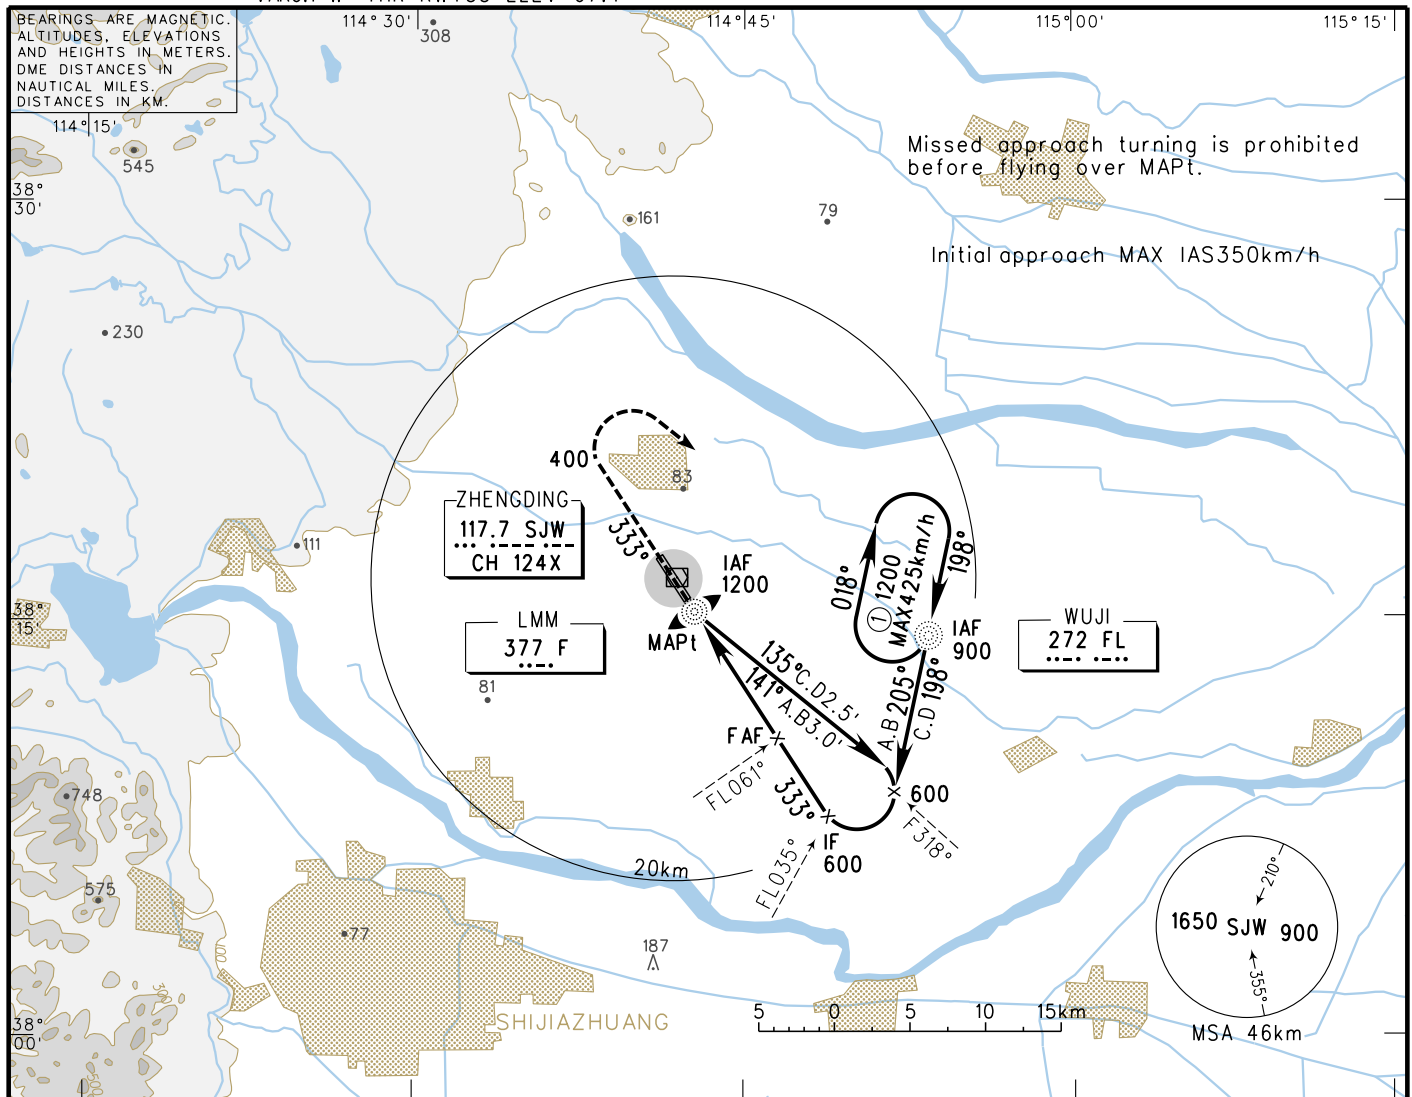 114°30'
114°45'
115°00'
115°15'
BEARINGS ARE MAGNETIC.
ALTITUDES, ELEVATIONS
AND HEIGHTS IN METERS.
DME DISTANCES IN
NAUTICAL MILES.
DISTANCES IN KM.
308
114°15'
545
Missed approach turning is prohibited
before flying over MAPt.
38°
30'
161
79
Initial approach MAX IAS350km/h
230
400
83
ZHENGDING
117.7 SJW
CH 124X
333°
111
IAF
1200
018°
1 1200
MAX425km/h
198°
38°
15'
LMM
377 F
MAPt
IAF
900
WUJI
272 FL
81
135°C.D2.5'
141°A.B3.0'
A.B 205°
C.D 198°
FAF
FL061°
333°
600
F318°
748
IF
600
20km
FL035°
575
77
187
210°
1650 SJW 900
355°
MSA 46km
5 0 5 10 15km
SHIJIAZHUANG
38°
00'